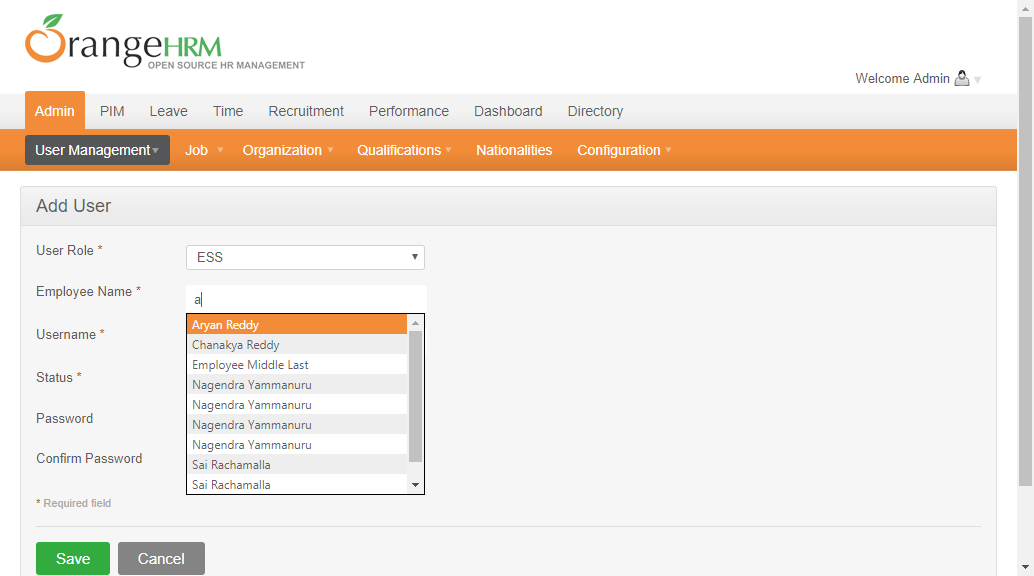 OrangeHRM
OPEN SOURCE HR MANAGEMENT
Welcome Admin
Admin PIM Leave Time Recruitment Performance Dashboard Directory
User Management Job Organization Qualifications Nationalities Configuration
Add User
User Role * ESS
Employee Name * a
Aryan Reddy
Username *
Chanakya Reddy
Employee Middle Last
Status *
Nagendra Yammanuru
Nagendra Yammanuru
Password
Nagendra Yammanuru
Nagendra Yammanuru
Confirm Password
Sai Rachamalla
Sai Rachamalla
* Required field
Save Cancel